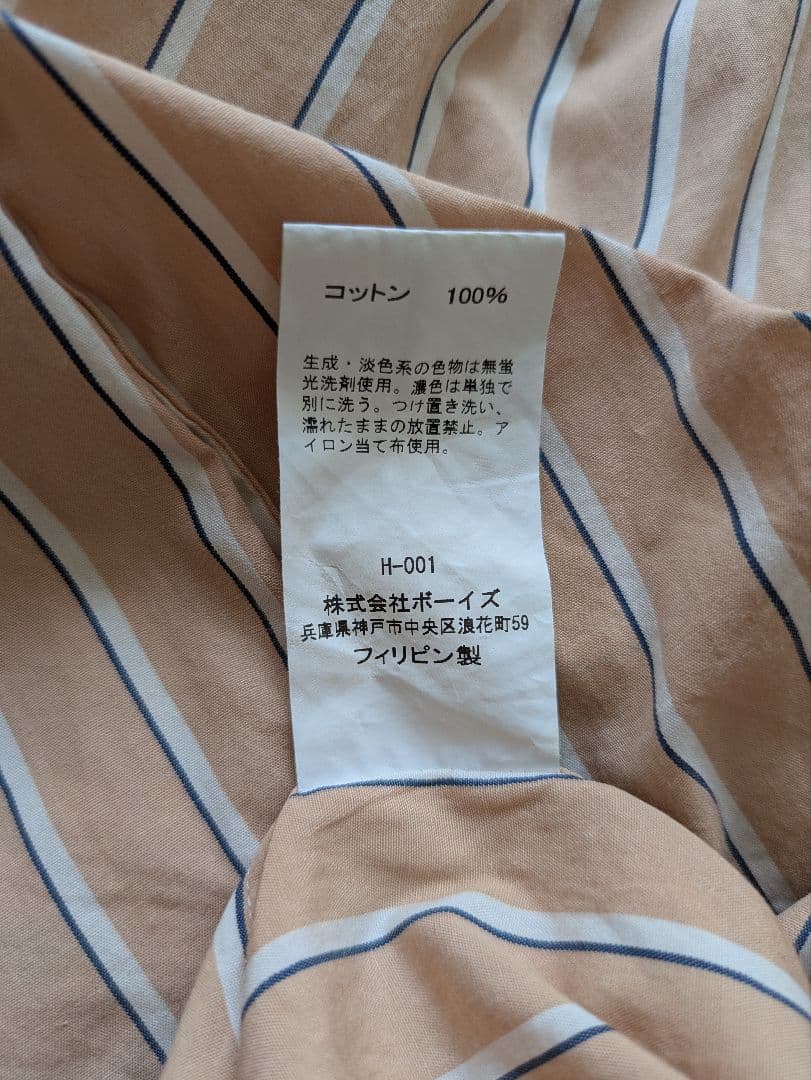 コットン 100%
生成・淡色系の色物は無蛍
光洗剤使用。濃色は単独で
別に洗う。つけ置き洗い、
濡れたままの放置禁止。ア
イロン当て布使用。
H-001
株式会社ボーイズ
兵庫県神戸市中央区浪花町59
フィリピン製